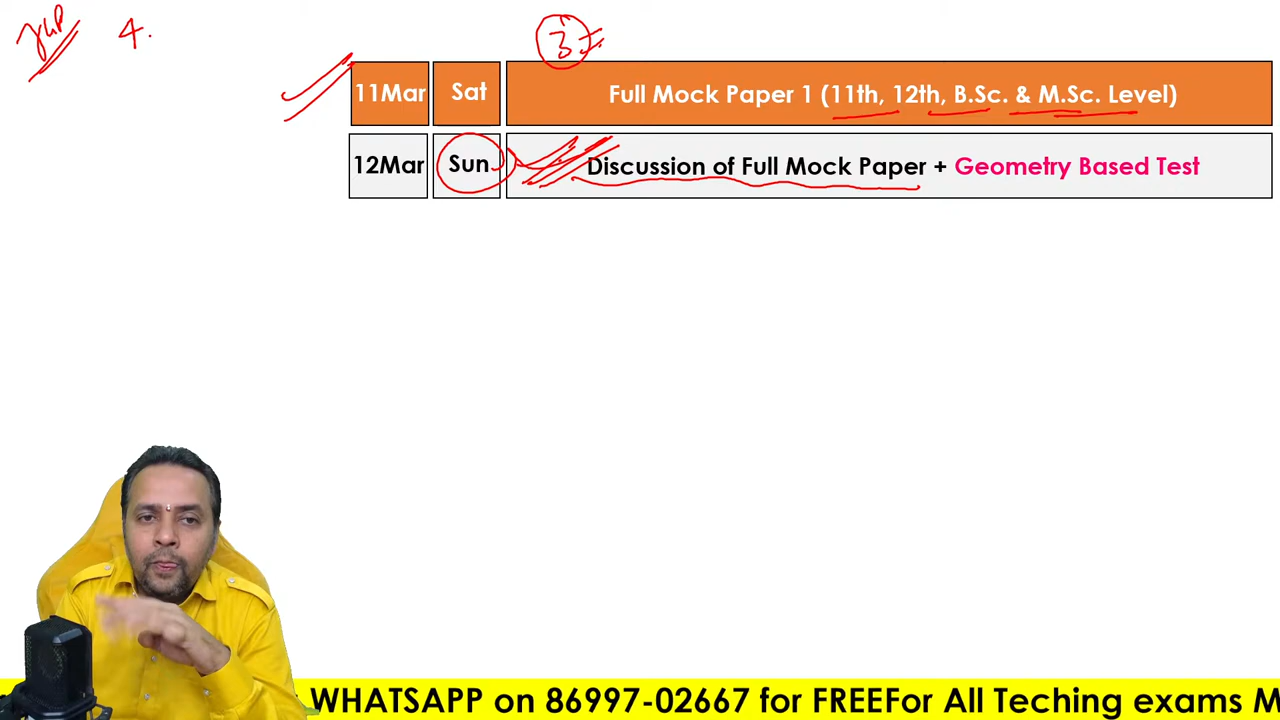 4.
3
11Mar Sat Full Mock Paper 1 (11th, 12th, B.Sc. & M.Sc. Level)
12Mar Sun Discussion of Full Mock Paper + Geometry Based Test
WHATSAPP on 86997-02667 for FREEFor All Teching exams M